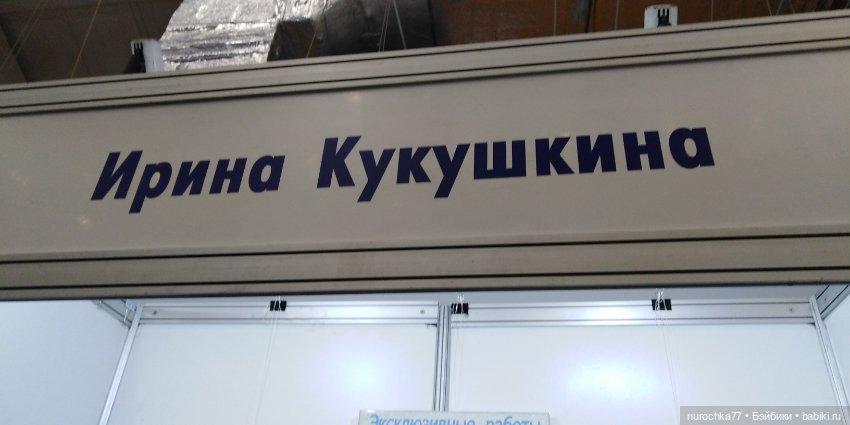 Ирина Кукушкина
Эксклюзивные работы
nurochka77 • Бэйбики • babiki.ru